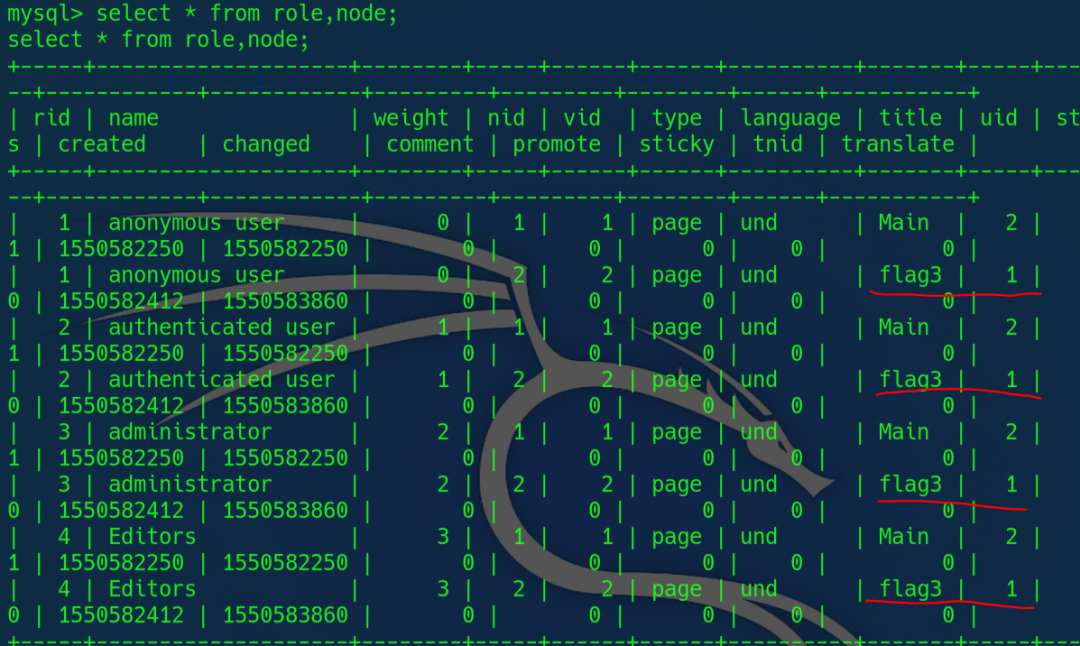 mysql> select * from role,node;
select * from role,node;
+-----+--------------------+--------+-----+-----+------+----------+-------+-----+---
--+------------+------------+---------+---------+--------+------+-----------+
| rid | name | weight | nid | vid | type | language | title | uid | st
s | created | changed | comment | promote | sticky | tnid | translate |
+-----+--------------------+--------+-----+-----+------+----------+-------+-----+---
--+------------+------------+---------+---------+--------+------+-----------+
| 1 | anonymous user | 0 | 1 | 1 | page | und | Main | 2 |
1 | 1550582250 | 1550582250 | 0 | 0 | 0 | 0 | 0 |
| 1 | anonymous user | 0 | 2 | 2 | page | und | flag3 | 1 |
0 | 1550582412 | 1550583860 | 0 | 0 | 0 | 0 | 0 |
| 2 | authenticated user | 1 | 1 | 1 | page | und | Main | 2 |
1 | 1550582250 | 1550582250 | 0 | 0 | 0 | 0 | 0 |
| 2 | authenticated user | 1 | 2 | 2 | page | und | flag3 | 1 |
0 | 1550582412 | 1550583860 | 0 | 0 | 0 | 0 | 0 |
| 3 | administrator | 2 | 1 | 1 | page | und | Main | 2 |
1 | 1550582250 | 1550582250 | 0 | 0 | 0 | 0 | 0 |
| 3 | administrator | 2 | 2 | 2 | page | und | flag3 | 1 |
0 | 1550582412 | 1550583860 | 0 | 0 | 0 | 0 | 0 |
| 4 | Editors | 3 | 1 | 1 | page | und | Main | 2 |
1 | 1550582250 | 1550582250 | 0 | 0 | 0 | 0 | 0 |
| 4 | Editors | 3 | 2 | 2 | page | und | flag3 | 1 |
0 | 1550582412 | 1550583860 | 0 | 0 | 0 | 0 | 0 |
+-----+--------------------+--------+-----+-----+------+----------+-------+-----+---